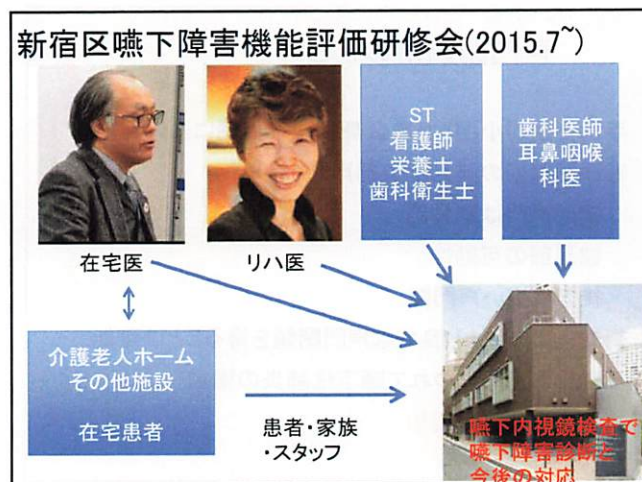 新宿区嚥下障害機能評価研修会(2015.7~)
ST
看護師
栄養士
歯科衛生士
歯科医師
耳鼻咽喉
科医
在宅医
リハ医
介護老人ホーム
その他施設
在宅患者
患者・家族
・スタッフ
嚥下内視鏡検査で
嚥下障害診断と
今後の対応